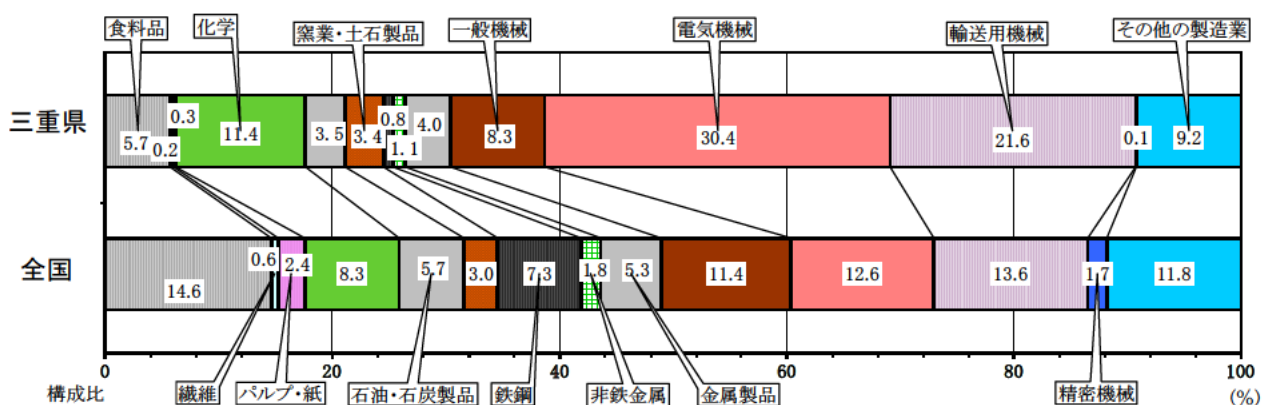 食料品 化学 窯業・土石製品 一般機械 電気機械 輸送用機械 その他の製造業
三重県 5.7 0.2 0.3 11.4 3.5 3.4 0.8 1.1 4.0 8.3 30.4 21.6 0.1 9.2
全国 14.6 0.6 2.4 8.3 5.7 3.0 7.3 1.8 5.3 11.4 12.6 13.6 1.7 11.8
0 20 40 60 80 100
構成比 繊維 パルプ・紙 石油・石炭製品 鉄鋼 非鉄金属 金属製品 精密機械 (%)